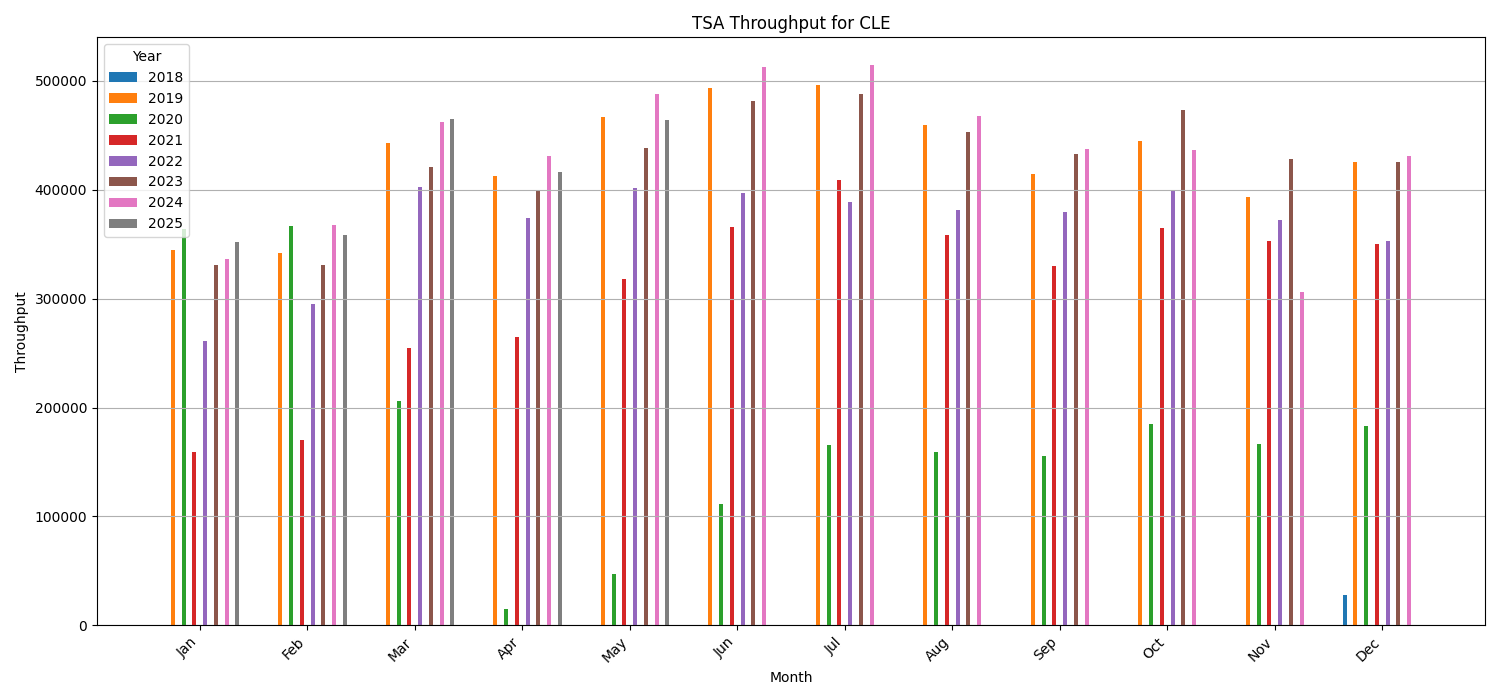 TSA Throughput for CLE
Year
2018
2019
2020
2021
2022
2023
2024
2025
500000
400000
300000
200000
100000
0
Throughput
Jan
Feb
Mar
Apr
May
Jun
Jul
Aug
Sep
Oct
Nov
Dec
Month